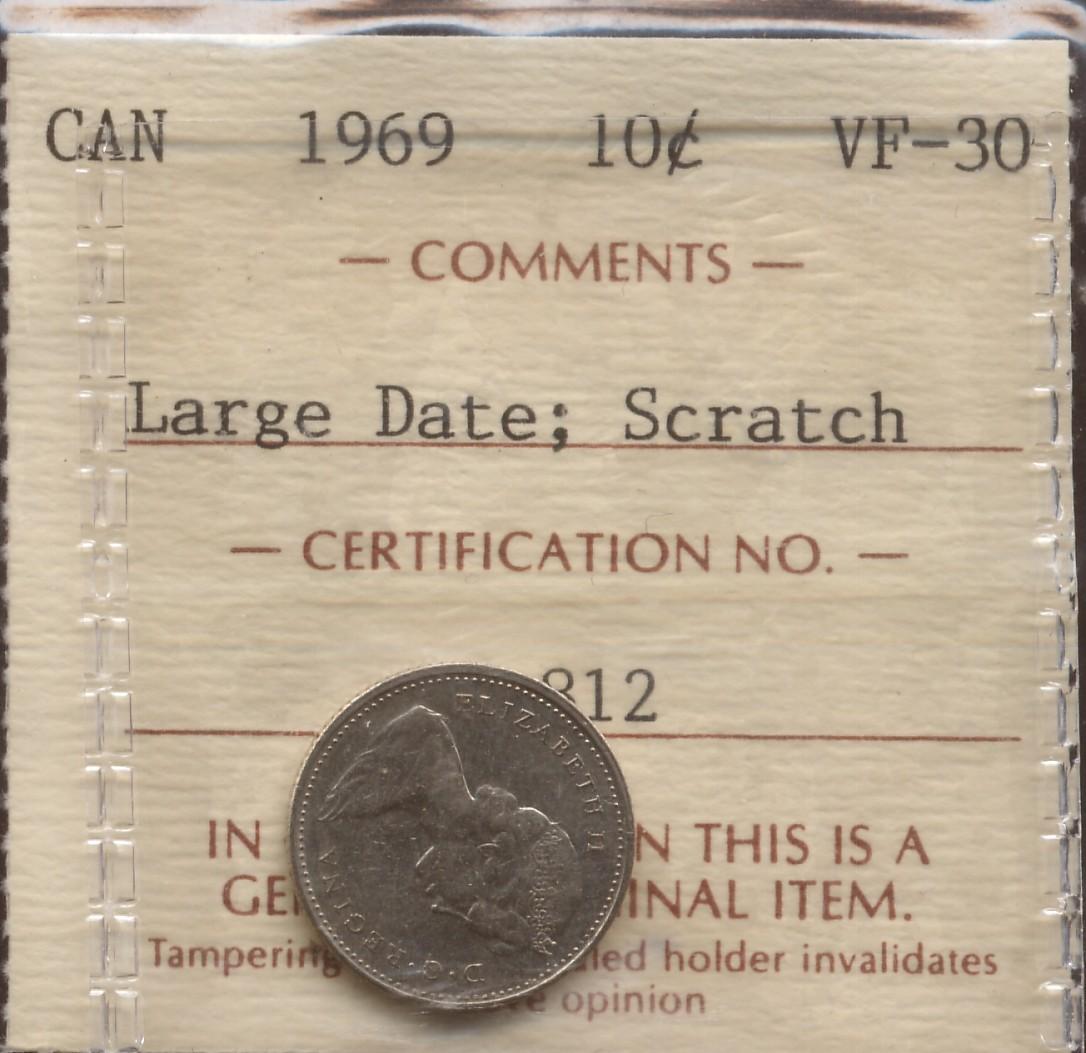 CAN 1969 10¢ VF-30
— COMMENTS —
Large Date; Scratch
— CERTIFICATION NO. —
812
ELIZABETH II
D·G·REGINA
IN N THIS IS A
GEN INAL ITEM.
Tampering led holder invalidates
e opinion